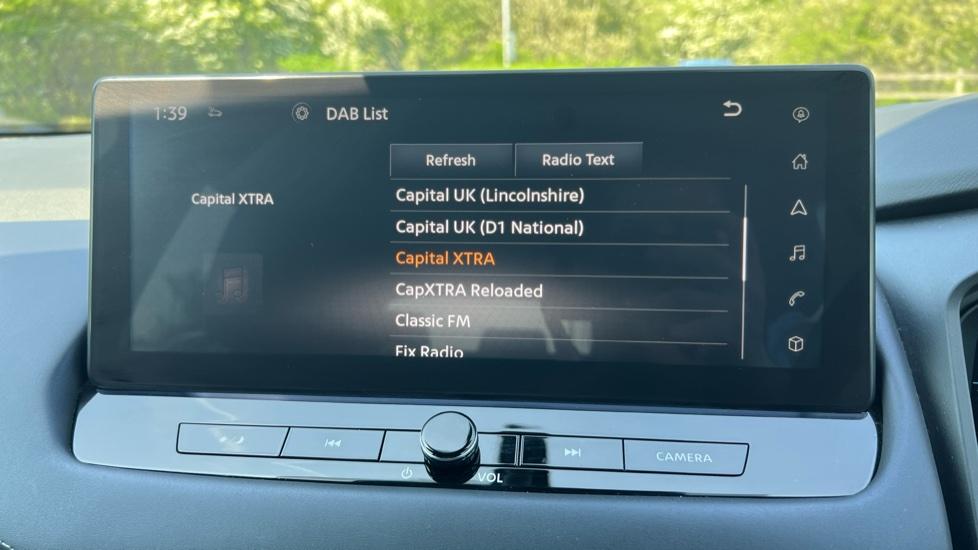 1:39 DAB List
Refresh Radio Text
Capital XTRA
Capital UK (Lincolnshire)
Capital UK (D1 National)
Capital XTRA
CapXTRA Reloaded
Classic FM
Fix Radio
VOL
CAMERA